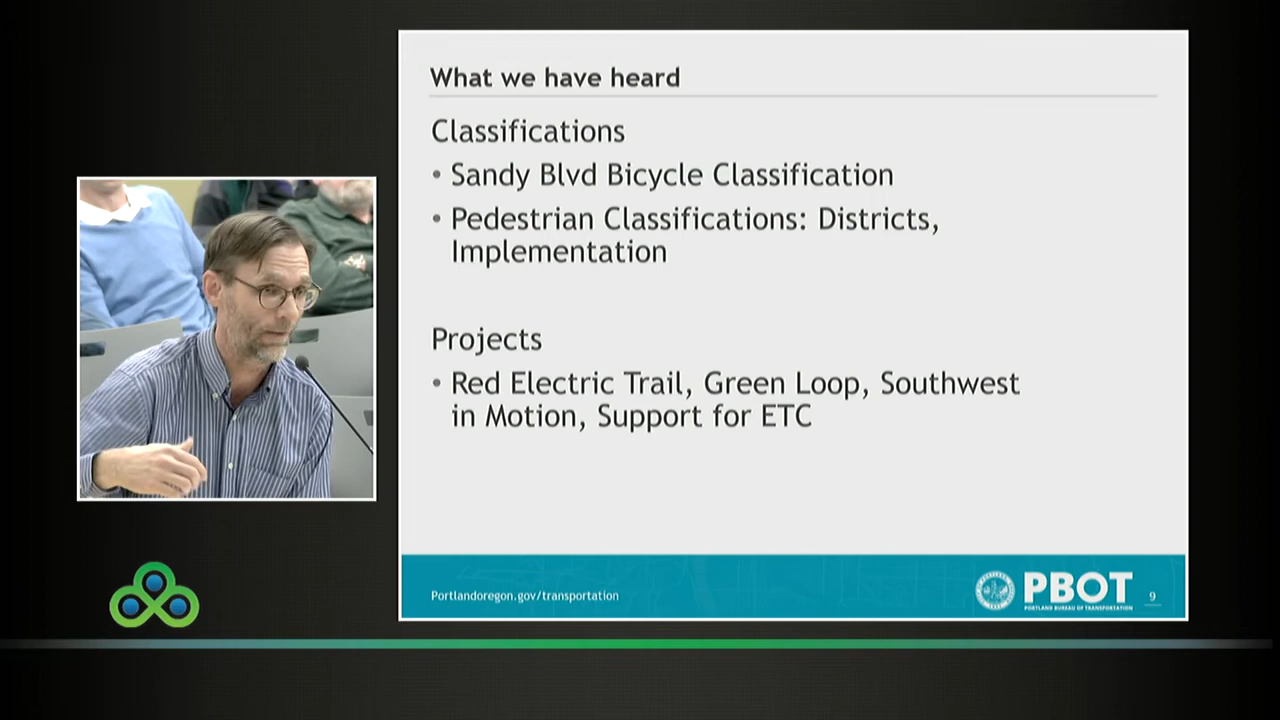 What we have heard
Classifications
• Sandy Blvd Bicycle Classification
• Pedestrian Classifications: Districts,
Implementation
Projects
• Red Electric Trail, Green Loop, Southwest
in Motion, Support for ETC
Portlandoregon.gov/transportation
PBOT
PORTLAND BUREAU OF TRANSPORTATION
9